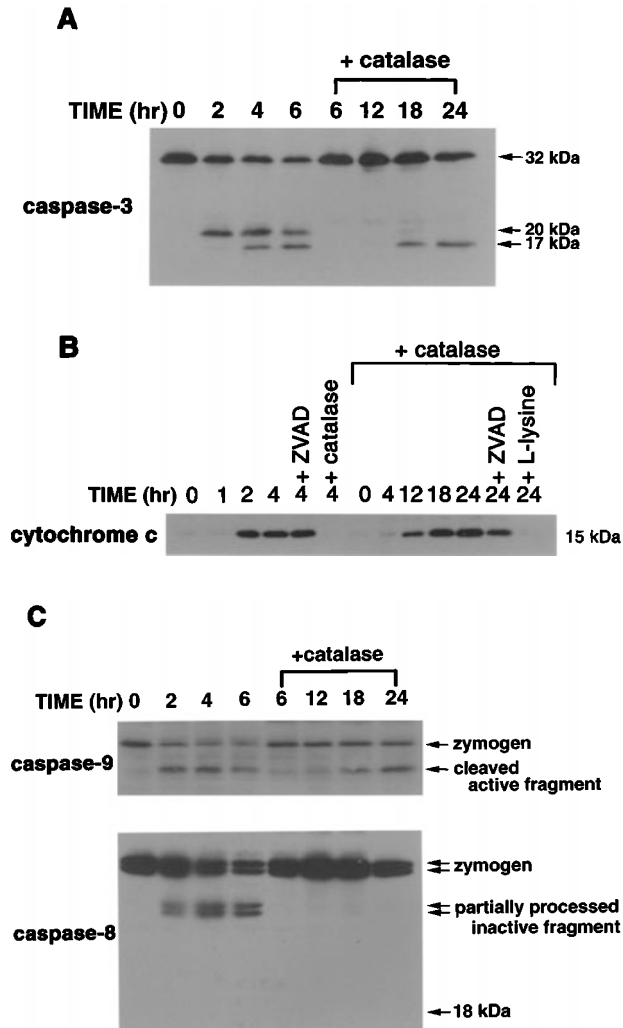 A
+ catalase
TIME (hr) 0 2 4 6 6 12 18 24
32 kDa
caspase-3
20 kDa
17 kDa
B
+ catalase
+ ZVAD
+ catalase
+ ZVAD
+ L-lysine
TIME (hr) 0 1 2 4 4 4 0 4 12 18 24 24 24
cytochrome c
15 kDa
C
+catalase
TIME (hr) 0 2 4 6 6 12 18 24
zymogen
caspase-9
cleaved
active fragment
zymogen
partially processed
inactive fragment
caspase-8
18 kDa